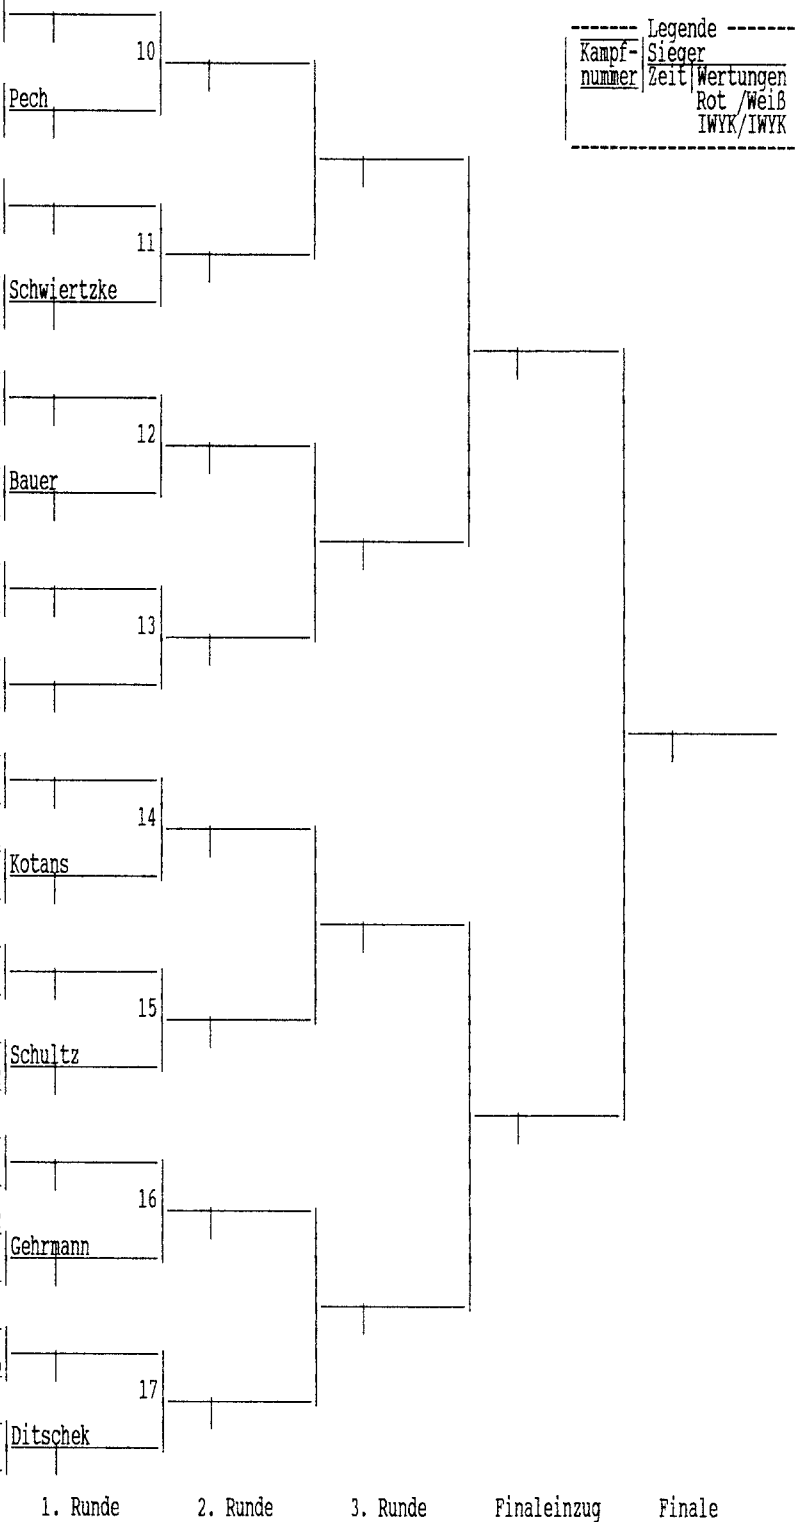 ------- Legende -------
Kampf- Sieger
nummer Zeit Wertungen
Rot /Weiß
IWYK/IWYK
10
Pech
11
Schwiertzke
12
Bauer
13
14
Kotans
15
Schultz
16
Gehrmann
17
Ditschek
1. Runde 2. Runde 3. Runde Finaleinzug Finale